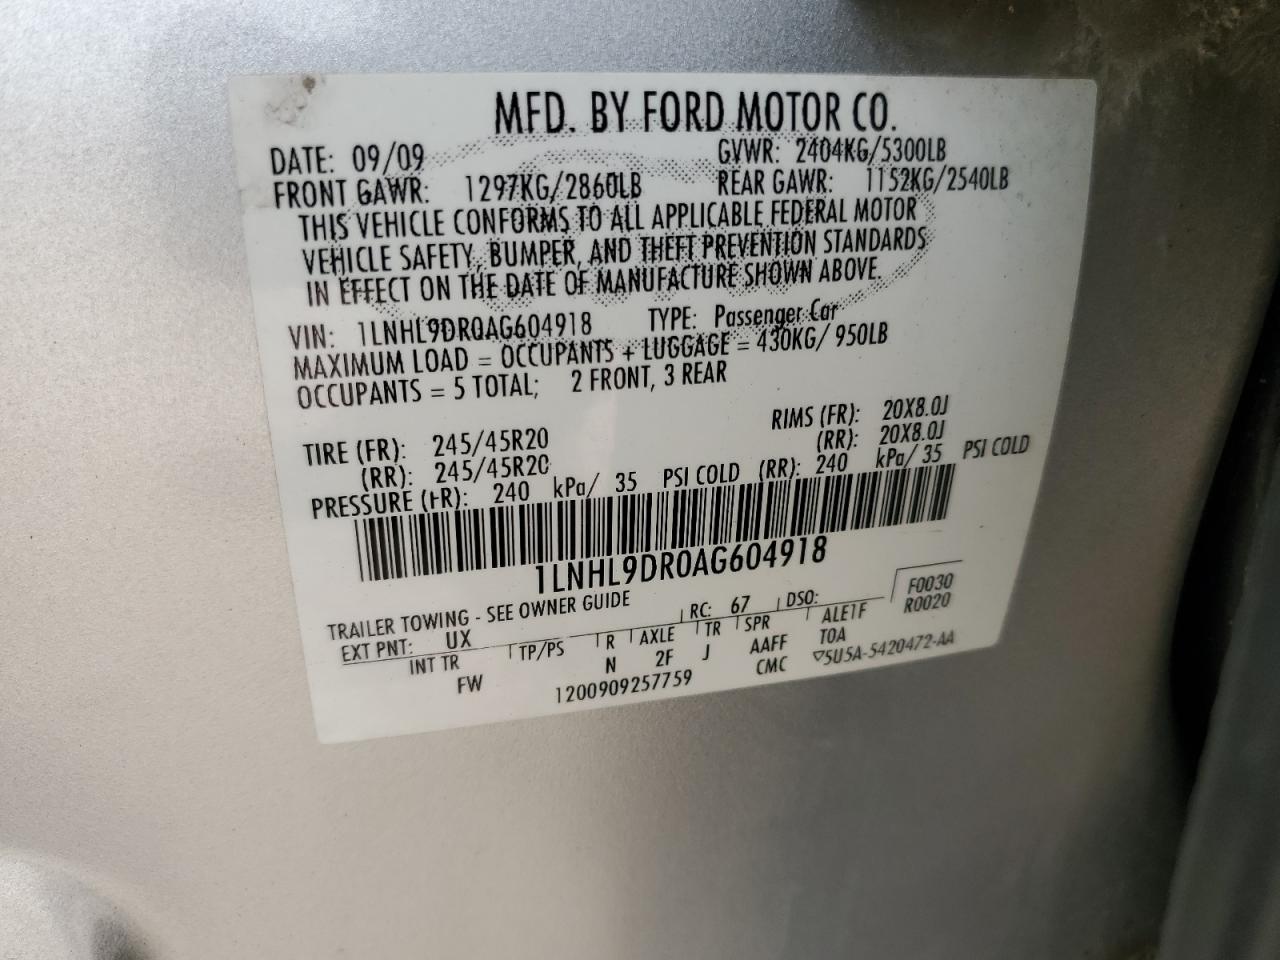 MFD. BY FORD MOTOR CO.
DATE: 09/09 GVWR: 2404KG/5300LB
FRONT GAWR: 1297KG/2860LB REAR GAWR: 1152KG/2540LB
THIS VEHICLE CONFORMS TO ALL APPLICABLE FEDERAL MOTOR
VEHICLE SAFETY, BUMPER, AND THEFT PREVENTION STANDARDS
IN EFFECT ON THE DATE OF MANUFACTURE SHOWN ABOVE.
VIN: 1LNHL9DR0AG604918 TYPE: Passenger Car
MAXIMUM LOAD = OCCUPANTS + LUGGAGE = 430KG/ 950LB
OCCUPANTS = 5 TOTAL; 2 FRONT, 3 REAR
TIRE (FR): 245/45R20 RIMS (FR): 20X8.0J
(RR): 245/45R20 (RR): 20X8.0J
PRESSURE (FR): 240 kPa/ 35 PSI COLD (RR): 240 kPa/ 35 PSI COLD
1LNHL9DR0AG604918
TRAILER TOWING - SEE OWNER GUIDE
EXT PNT: UX RC: 67 DSO: F0030
INT TR TP/PS R AXLE TR SPR ALE1F R0020
FW N 2F J AAFF TOA
1200909257759 CMC ▽5U5A-5420472-AA